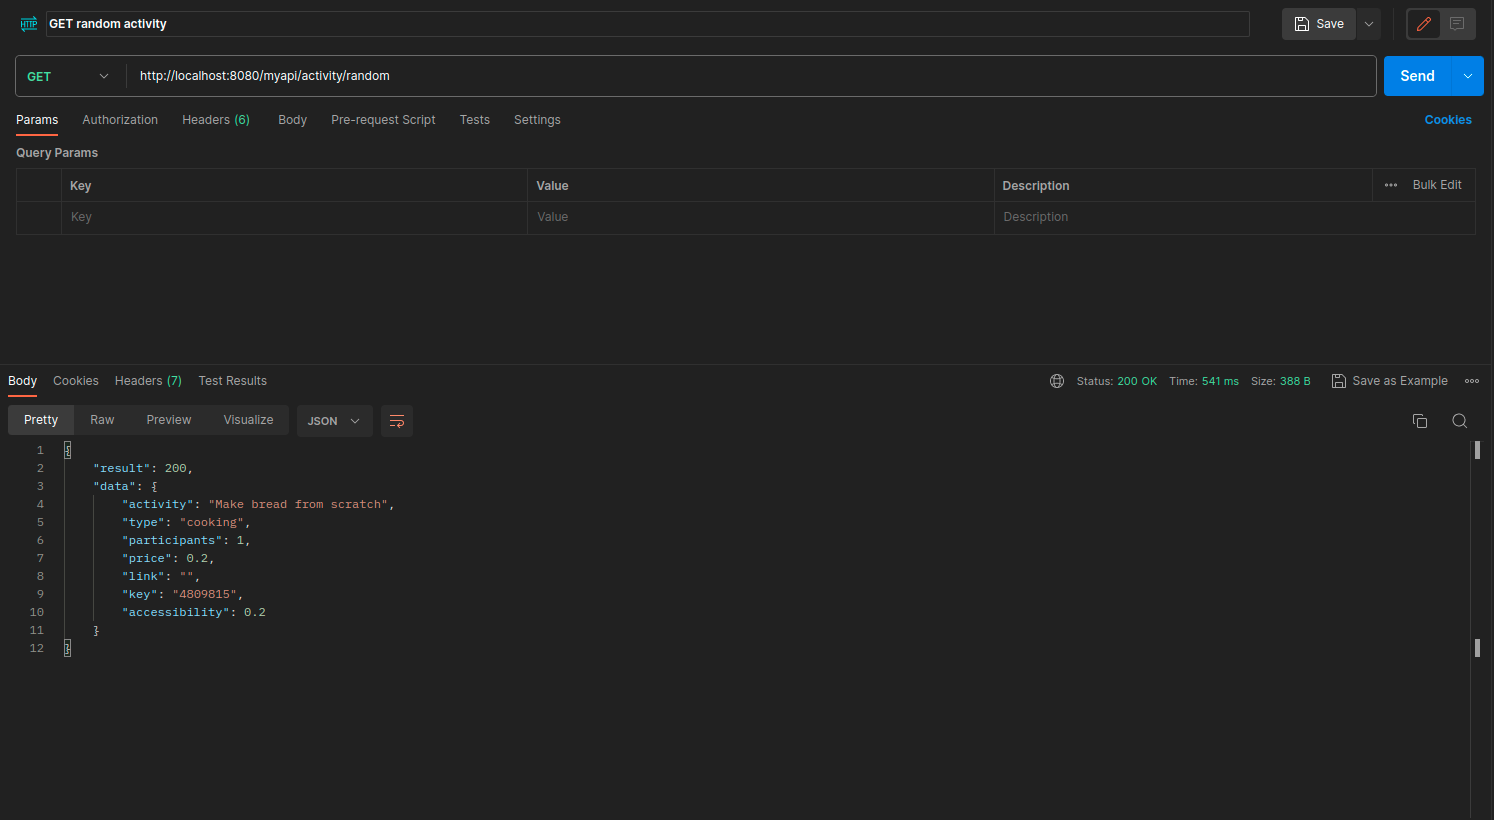 HTTP GET random activity Save
GET http://localhost:8080/myapi/activity/random Send
Params Authorization Headers (6) Body Pre-request Script Tests Settings Cookies
Query Params
Key Value Description ••• Bulk Edit
Key Value Description
Body Cookies Headers (7) Test Results Status: 200 OK Time: 541 ms Size: 388 B Save as Example •••
Pretty Raw Preview Visualize JSON
1 {
2 "result": 200,
3 "data": {
4 "activity": "Make bread from scratch",
5 "type": "cooking",
6 "participants": 1,
7 "price": 0.2,
8 "link": "",
9 "key": "4809815",
10 "accessibility": 0.2
11 }
12 }